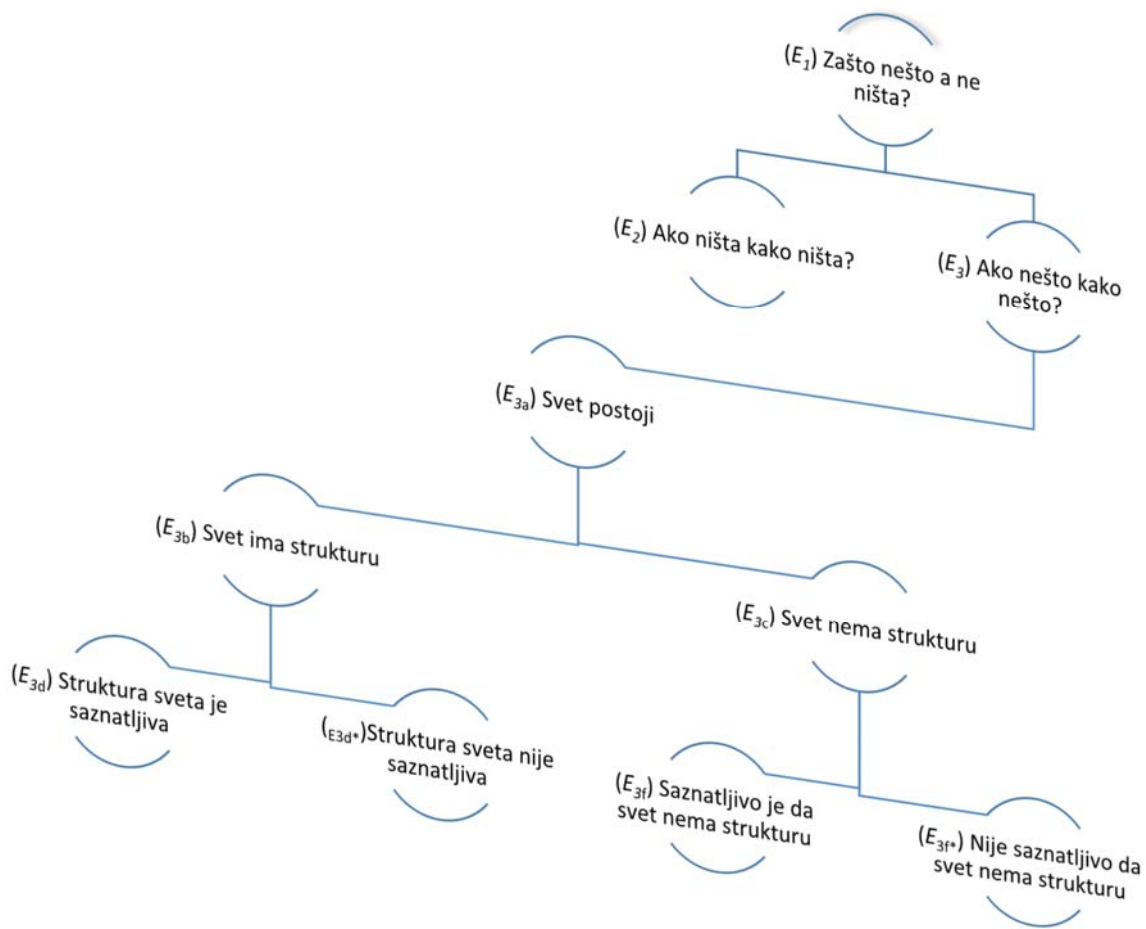 (E1) Zašto nešto a ne
ništa?
(E2) Ako ništa kako ništa?
(E3) Ako nešto kako
nešto?
(E3a) Svet postoji
(E3b) Svet ima strukturu
(E3c) Svet nema strukturu
(E3d) Struktura sveta je
saznatljiva
(E3d*)Struktura sveta nije
saznatljiva
(E3f) Saznatljivo je da
svet nema strukturu
(E3f*) Nije saznatljivo da
svet nema strukturu